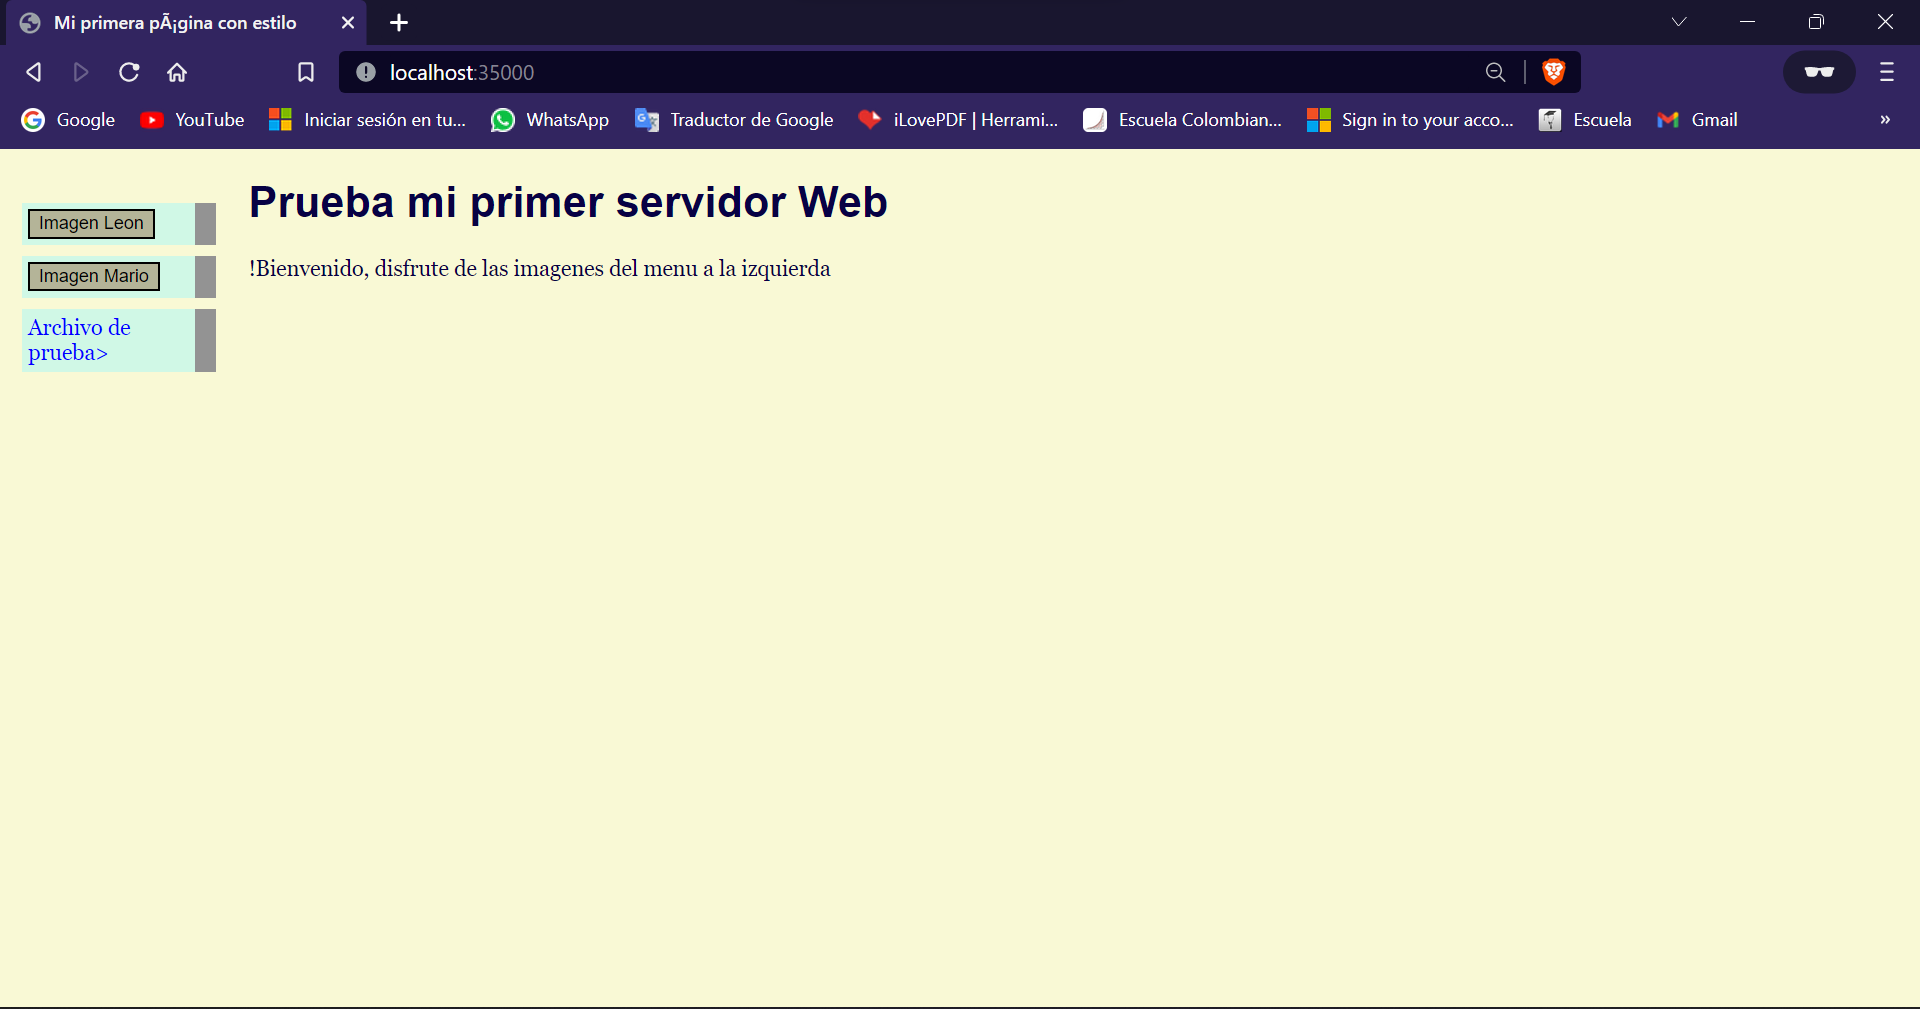 Mi primera pÃ¡gina con estilo
localhost:35000
Google YouTube Iniciar sesión en tu... WhatsApp Traductor de Google iLovePDF | Herrami... Escuela Colombian... Sign in to your acco... Escuela Gmail »
Prueba mi primer servidor Web
!Bienvenido, disfrute de las imagenes del menu a la izquierda
Imagen Leon
Imagen Mario
Archivo de
prueba>